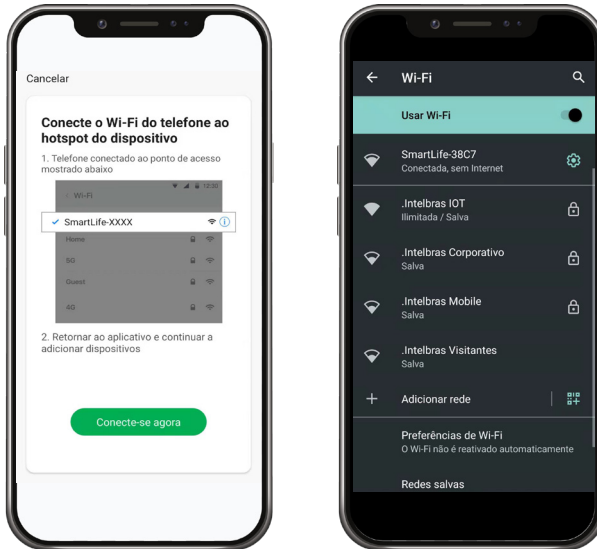 Cancelar
Conecte o Wi-Fi do telefone ao
hotspot do dispositivo
1. Telefone conectado ao ponto de acesso
mostrado abaixo
12:30
Wi-Fi
SmartLife-XXXX
Home
5G
Guest
4G
2. Retornar ao aplicativo e continuar a
adicionar dispositivos
Conecte-se agora
Wi-Fi
Usar Wi-Fi
SmartLife-38C7
Conectada, sem Internet
.Intelbras IOT
Ilimitada / Salva
.Intelbras Corporativo
Salva
.Intelbras Mobile
Salva
.Intelbras Visitantes
Salva
Adicionar rede
Preferências de Wi-Fi
O Wi-Fi não é reativado automaticamente
Redes salvas